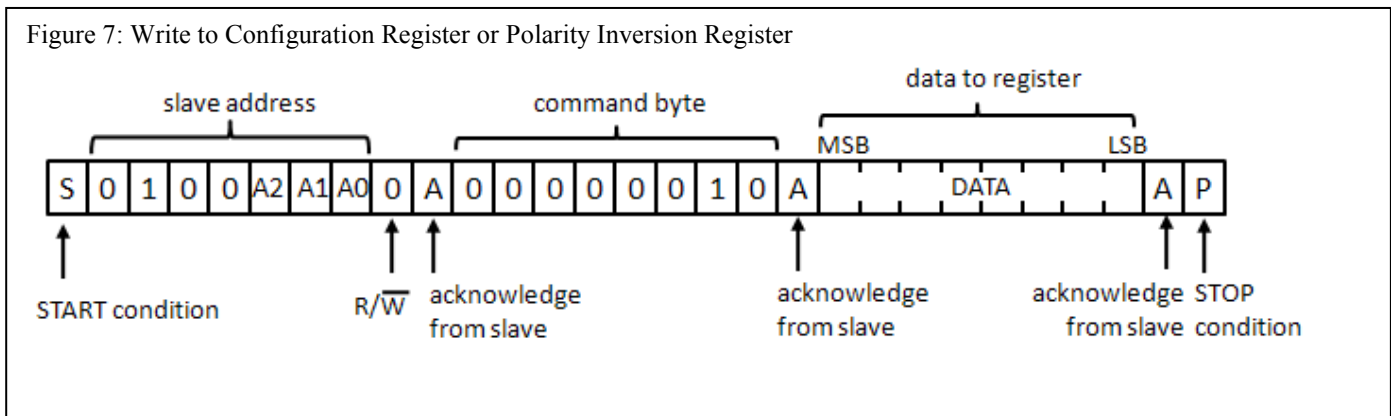 Figure 7: Write to Configuration Register or Polarity Inversion Register
data to register
slave address command byte
MSB LSB
S 0 1 0 0 A2 A1 A0 0 A 0 0 0 0 0 0 1 0 A DATA A P
START condition R/W̅ acknowledge from slave acknowledge from slave acknowledge from slave STOP condition